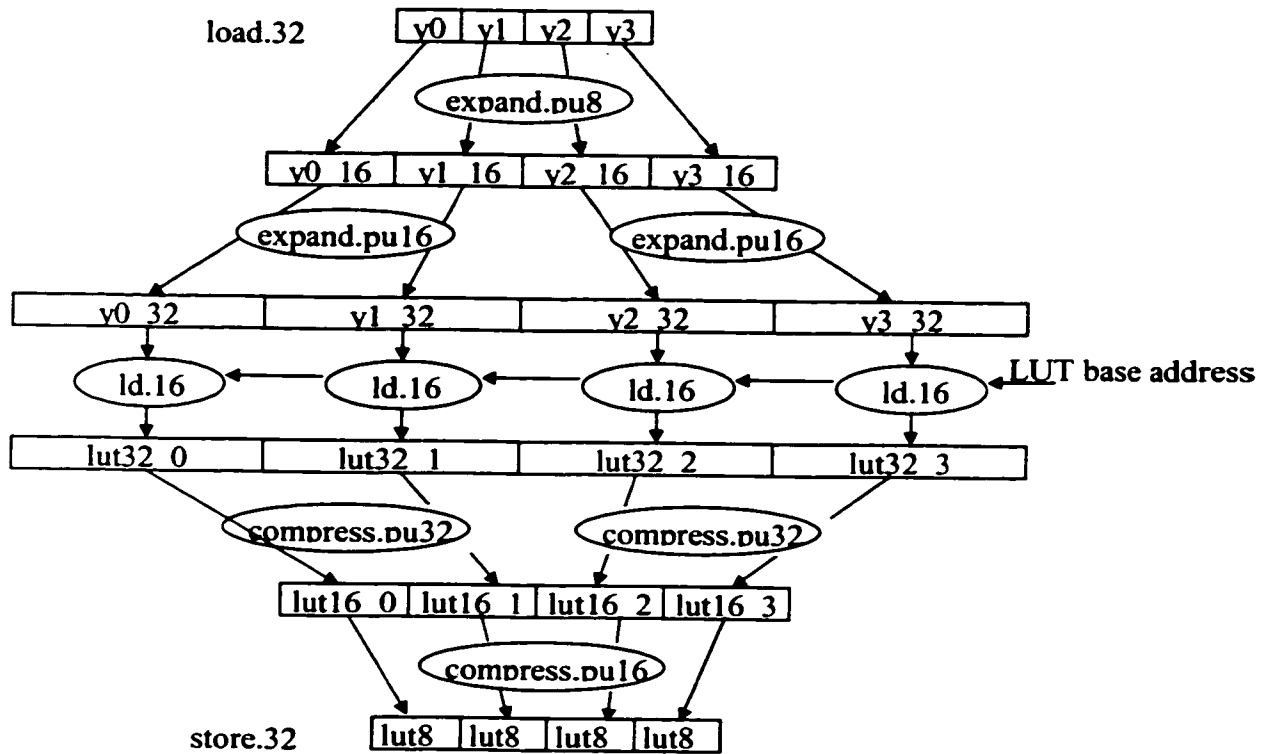 load.32 y0 y1 y2 y3
expand.pu8
y0_16 y1_16 y2_16 y3_16
expand.pu16 expand.pu16
y0_32 y1_32 y2_32 y3_32
ld.16 ld.16 ld.16 ld.16 LUT base address
lut32_0 lut32_1 lut32_2 lut32_3
compress.pu32 compress.pu32
lut16_0 lut16_1 lut16_2 lut16_3
compress.pu16
store.32 lut8 lut8 lut8 lut8